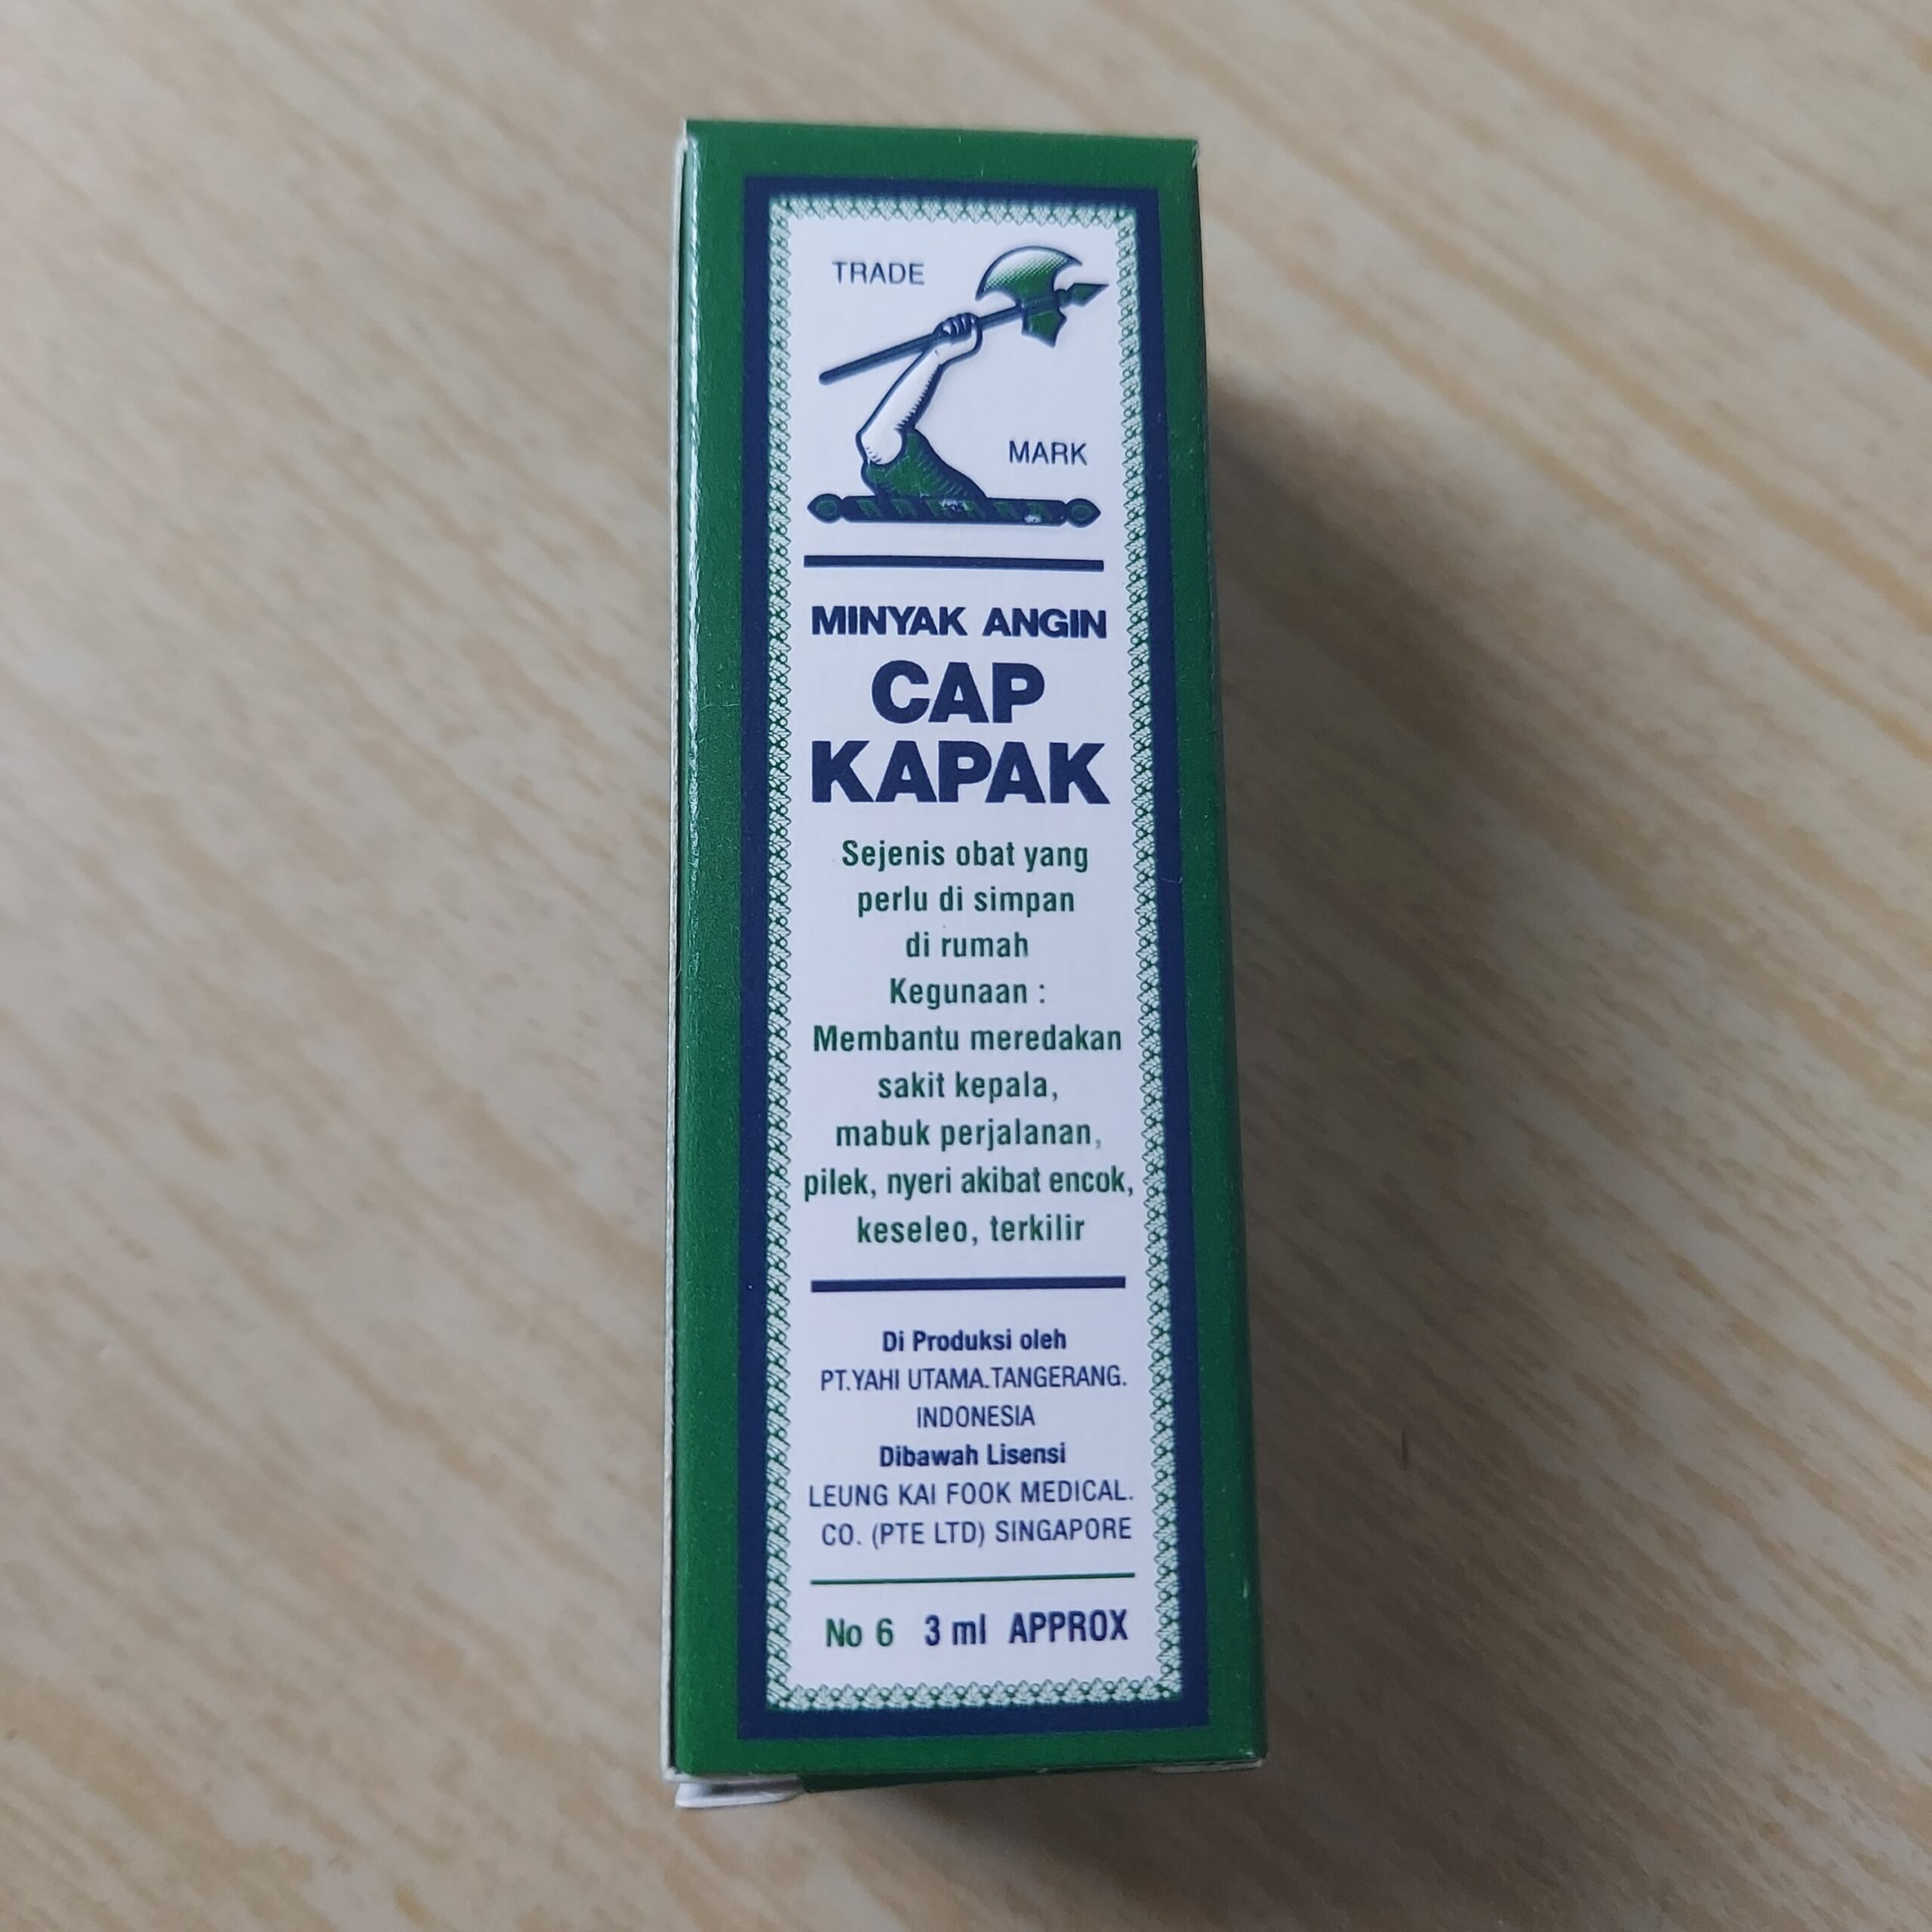 TRADE
MARK
MINYAK ANGIN
CAP
KAPAK
Sejenis obat yang
perlu di simpan
di rumah
Kegunaan :
Membantu meredakan
sakit kepala,
mabuk perjalanan,
pilek, nyeri akibat encok,
keseleo, terkilir
Di Produksi oleh
PT.YAHI UTAMA.TANGERANG.
INDONESIA
Dibawah Lisensi
LEUNG KAI FOOK MEDICAL.
CO. (PTE LTD) SINGAPORE
No 6 3 ml APPROX